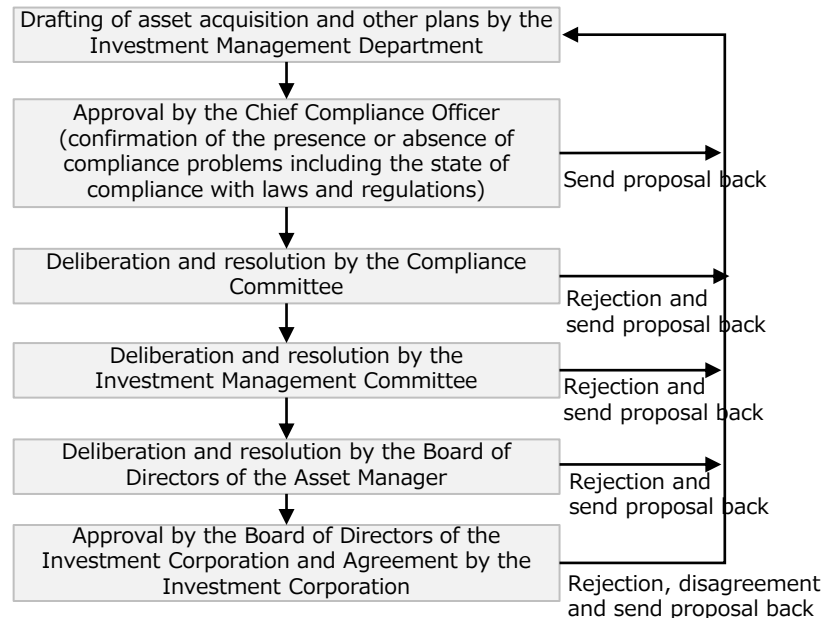 Drafting of asset acquisition and other plans by the
Investment Management Department
Approval by the Chief Compliance Officer
(confirmation of the presence or absence of
compliance problems including the state of
compliance with laws and regulations)
Send proposal back
Deliberation and resolution by the Compliance
Committee
Rejection and
send proposal back
Deliberation and resolution by the
Investment Management Committee
Rejection and
send proposal back
Deliberation and resolution by the Board of
Directors of the Asset Manager
Rejection and
send proposal back
Approval by the Board of Directors of the
Investment Corporation and Agreement by the
Investment Corporation
Rejection, disagreement
and send proposal back